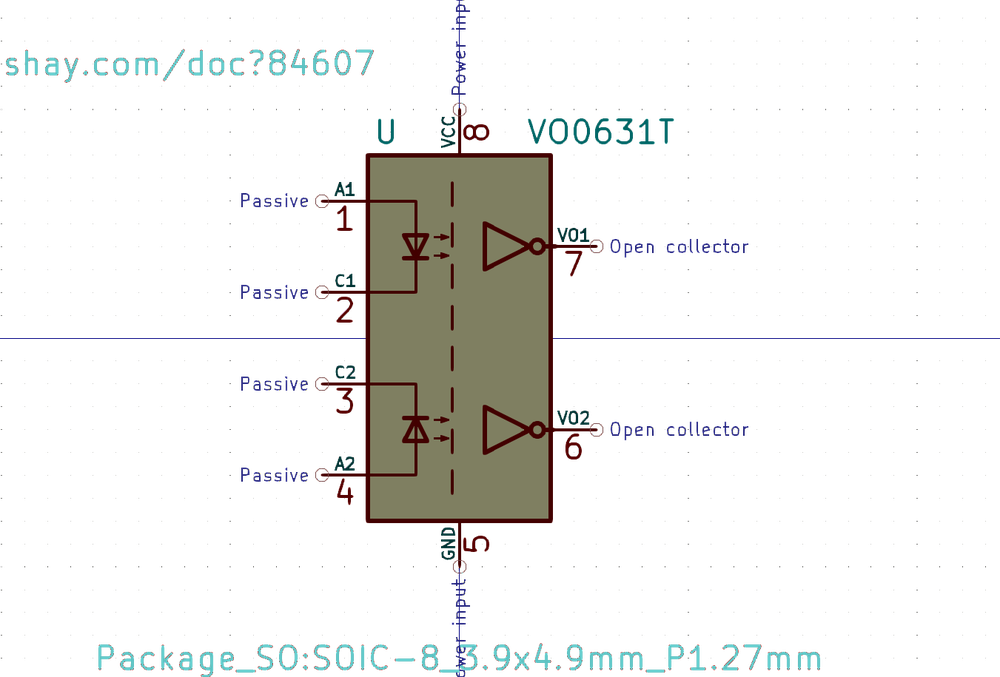 Power inp
shay.com/doc?84607
U
VO0631T
VCC
8
Passive
A1
1
VO1
7
Open collector
Passive
C1
2
Passive
C2
3
VO2
6
Open collector
Passive
A2
4
GND
5
ower input
Package_SO:SOIC-8_3.9x4.9mm_P1.27mm